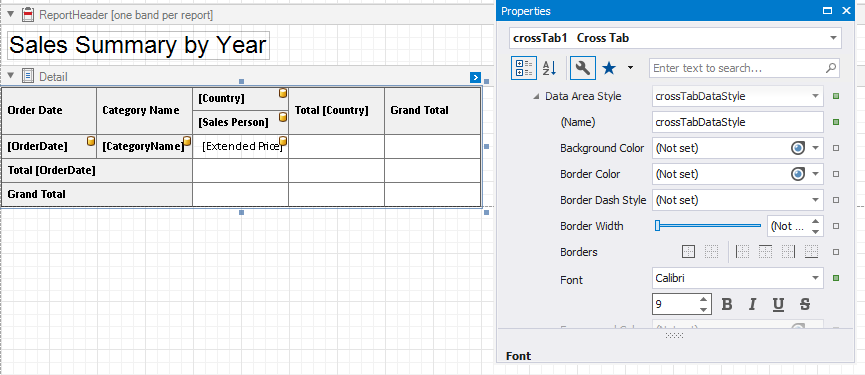 ReportHeader [one band per report]
Sales Summary by Year
Detail
Order Date Category Name [Country] Total [Country] Grand Total
[Sales Person]
[OrderDate] [CategoryName] [Extended Price]
Total [OrderDate]
Grand Total
Properties
crossTab1 Cross Tab
A Z Enter text to search...
Data Area Style crossTabDataStyle
(Name) crossTabDataStyle
Background Color (Not set)
Border Color (Not set)
Border Dash Style (Not set)
Border Width (Not ...
Borders
Font Calibri
9 B I U S
Font